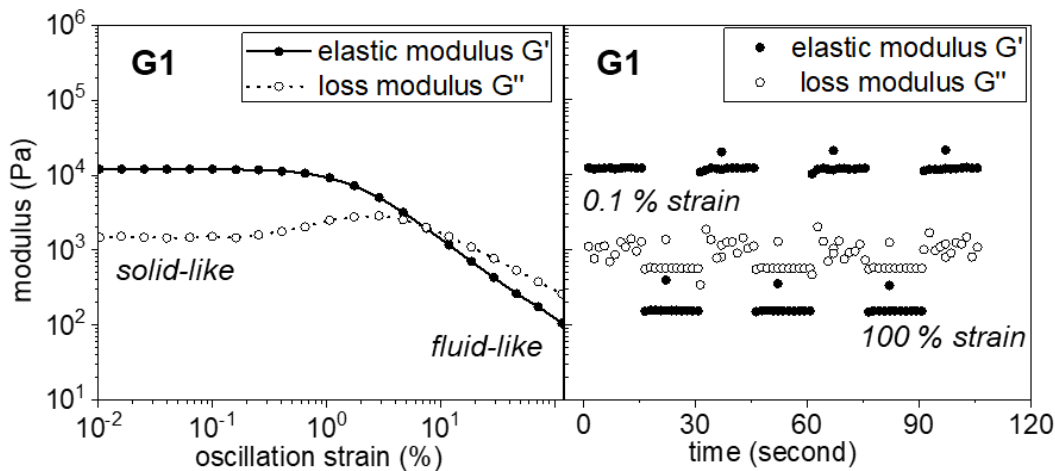 G1
elastic modulus G'
loss modulus G''
solid-like
fluid-like
modulus (Pa)
10^6
10^5
10^4
10^3
10^2
10^1
10^-2
10^-1
10^0
10^1
oscillation strain (%)
G1
elastic modulus G'
loss modulus G''
0.1 % strain
100 % strain
0
30
60
90
120
time (second)